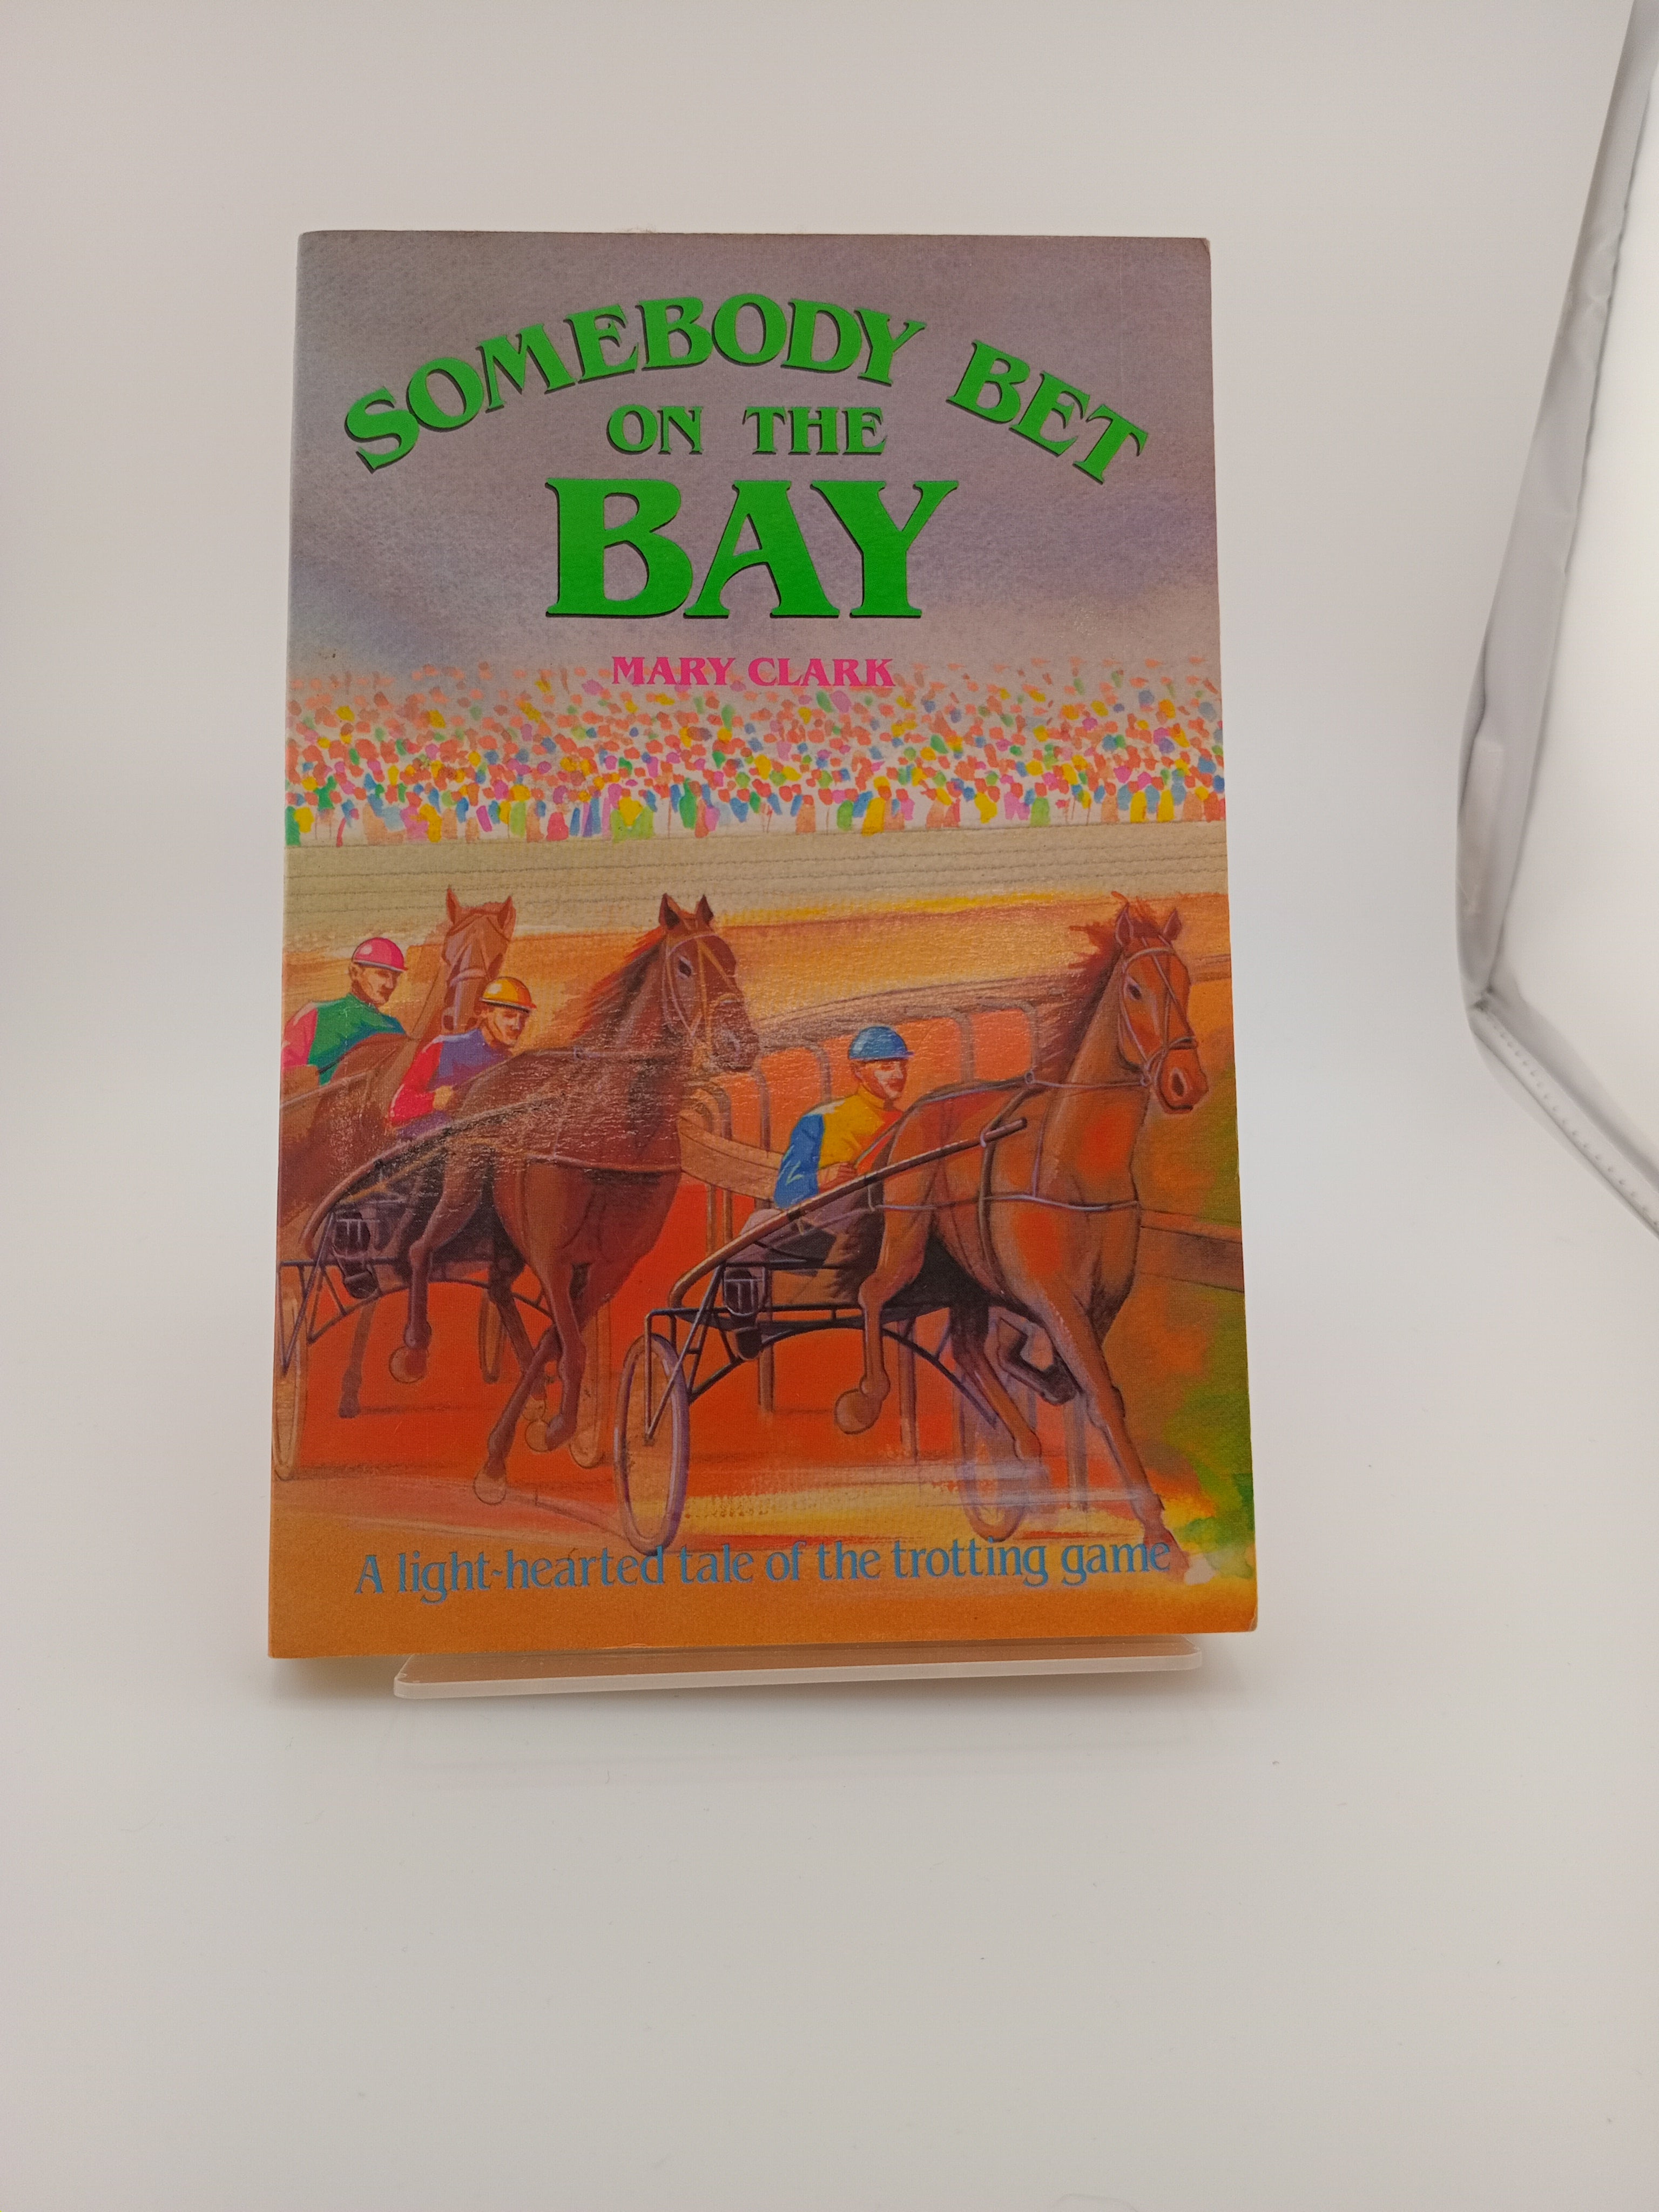 SOMEBODY BET
ON THE
BAY
MARY CLARK
A light-hearted tale of the trotting game